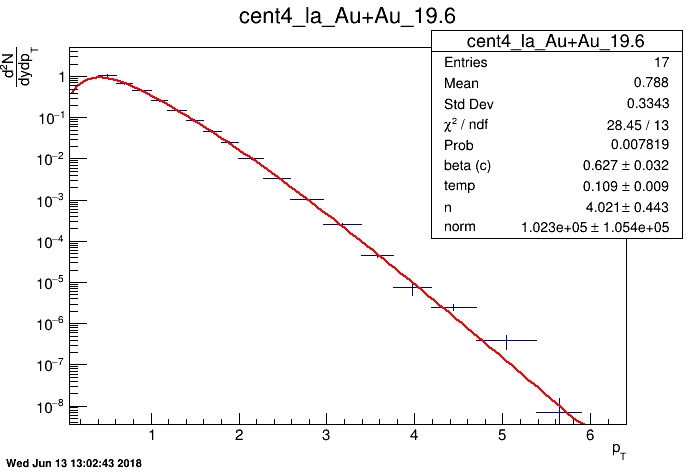 cent4_la_Au+Au_19.6
cent4_la_Au+Au_19.6
Entries 17
Mean 0.788
Std Dev 0.3343
χ² / ndf 28.45 / 13
Prob 0.007819
beta (c) 0.627 ± 0.032
temp 0.109 ± 0.009
n 4.021 ± 0.443
norm 1.023e+05 ± 1.054e+05
d²N
dydp_T
1
10⁻¹
10⁻²
10⁻³
10⁻⁴
10⁻⁵
10⁻⁶
10⁻⁷
10⁻⁸
1 2 3 4 5 6
p_T
Wed Jun 13 13:02:43 2018